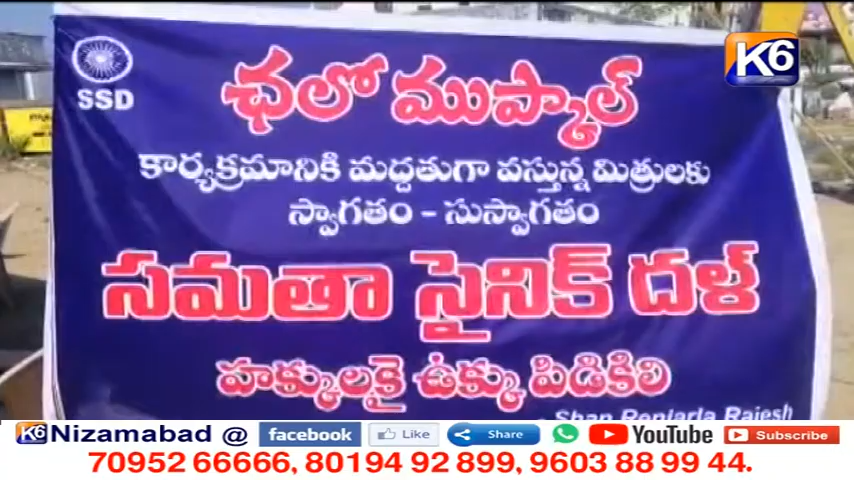 K6
SSD
ఛలో ముప్కాల్
కార్యక్రమానికి మద్దతుగా వస్తున్న మిత్రులకు
స్వాగతం - సుస్వాగతం
సమతా సైనిక్ దళ్
హక్కులకై ఉక్కు పిడికిలి
Shan Benjarla Rajesh
K6 Nizamabad @ facebook Like Share YouTube Subscribe
70952 66666, 80194 92 899, 9603 88 99 44.